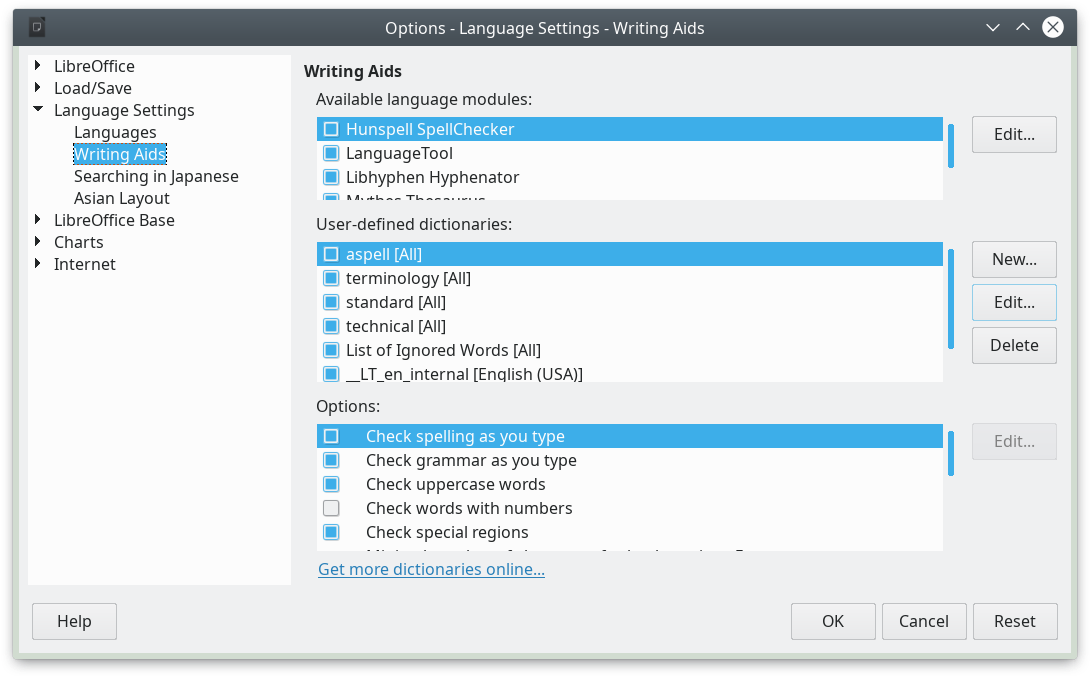 Options - Language Settings - Writing Aids
LibreOffice
Load/Save
Language Settings
Languages
Writing Aids
Searching in Japanese
Asian Layout
LibreOffice Base
Charts
Internet
Writing Aids
Available language modules:
Hunspell SpellChecker
LanguageTool
Libhyphen Hyphenator
Mythes Thesaurus
Edit...
User-defined dictionaries:
aspell [All]
terminology [All]
standard [All]
technical [All]
List of Ignored Words [All]
__LT_en_internal [English (USA)]
New...
Edit...
Delete
Options:
Check spelling as you type
Check grammar as you type
Check uppercase words
Check words with numbers
Check special regions
Edit...
Get more dictionaries online...
Help
OK
Cancel
Reset